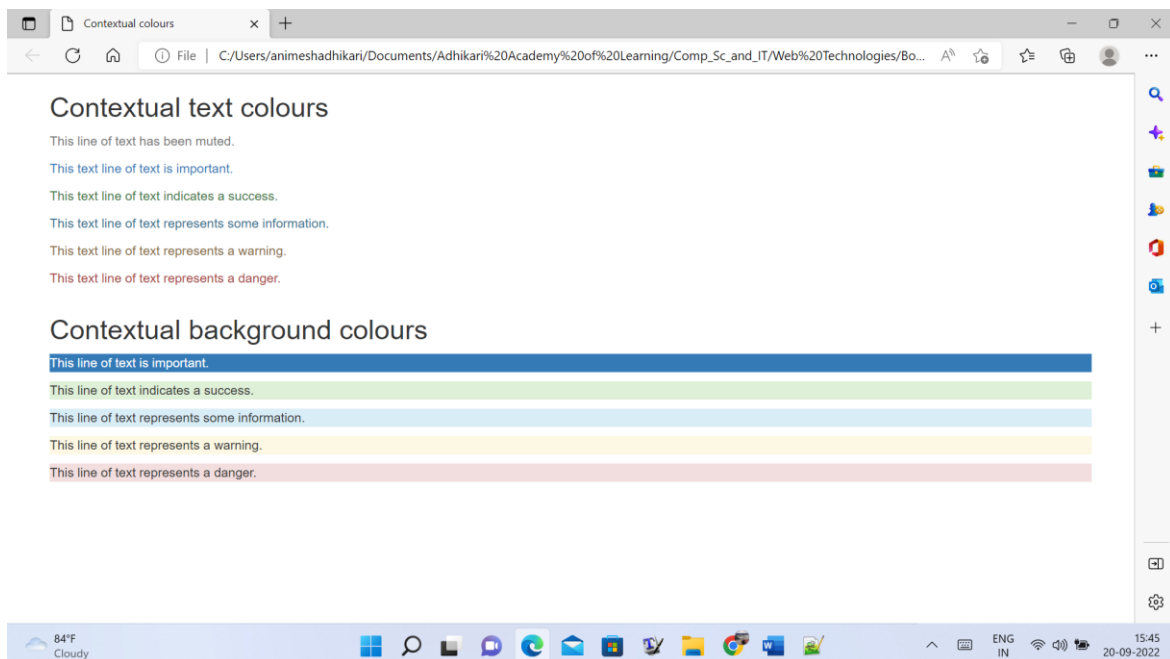 Contextual colours
File | C:/Users/animeshadhikari/Documents/Adhikari%20Academy%20of%20Learning/Comp_Sc_and_IT/Web%20Technologies/Bo...
Contextual text colours
This line of text has been muted.
This text line of text is important.
This text line of text indicates a success.
This text line of text represents some information.
This text line of text represents a warning.
This text line of text represents a danger.
Contextual background colours
This line of text is important.
This line of text indicates a success.
This line of text represents some information.
This line of text represents a warning.
This line of text represents a danger.
84°F
Cloudy
ENG
IN
15:45
20-09-2022